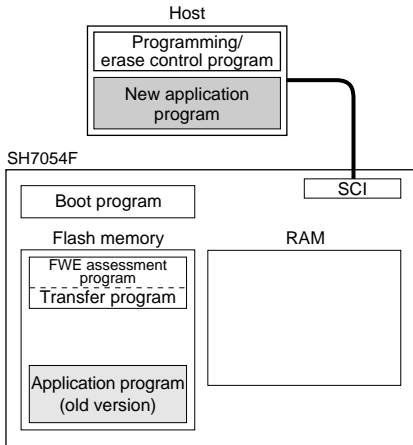 Host
Programming/
erase control program
New application
program
SH7054F
SCI
Boot program
Flash memory
RAM
FWE assessment
program
Transfer program
Application program
(old version)